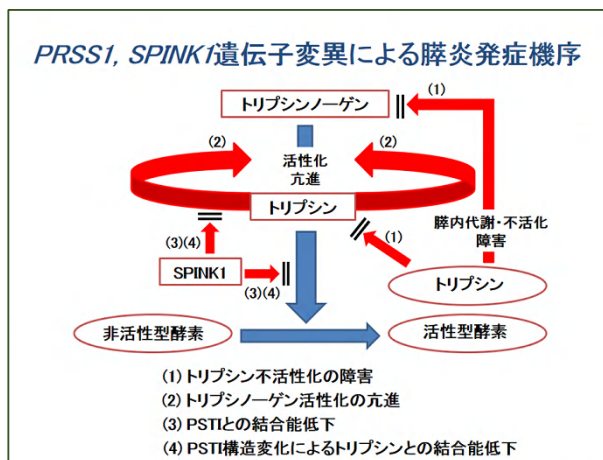 PRSS1, SPINK1遺伝子変異による膵炎発症機序
(1)
トリプシンノーゲン
(2)
(2)
活性化
亢進
トリプシン
膵内代謝・不活化
障害
(3)(4)
(1)
SPINK1
(3)(4)
トリプシン
非活性型酵素
活性型酵素
(1) トリプシン不活性化の障害
(2) トリプシノーゲン活性化の亢進
(3) PSTIとの結合能低下
(4) PSTI構造変化によるトリプシンとの結合能低下